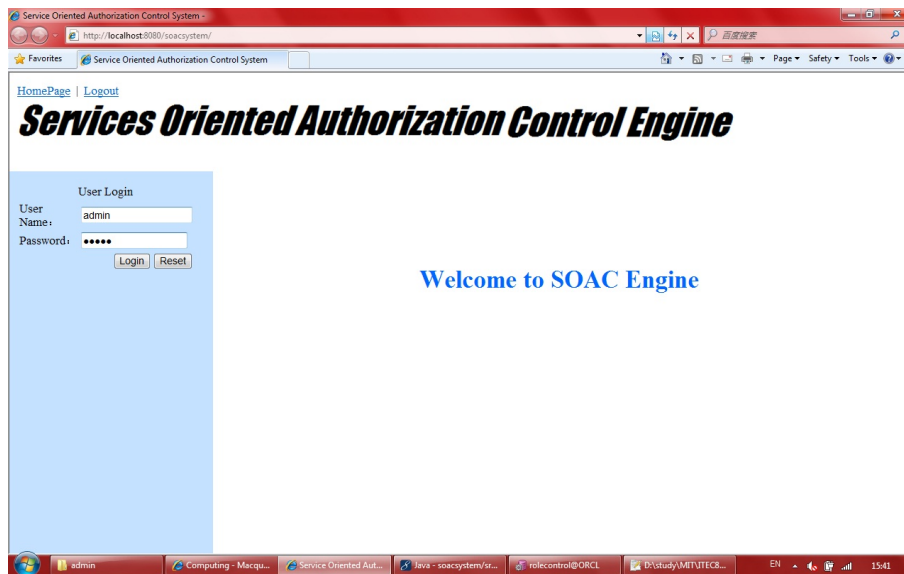 Service Oriented Authorization Control System -
http://localhost:8080/soacsystem/
百度搜索
Favorites
Service Oriented Authorization Control System
Page Safety Tools
HomePage | Logout
Services Oriented Authorization Control Engine
User Login
User Name：
admin
Password：
Login Reset
Welcome to SOAC Engine
admin
Computing - Macqu...
Service Oriented Aut...
Java - soacsystem/sr...
rolecontrol@ORCL
D:\study\MIT\ITEC8...
EN
15:41